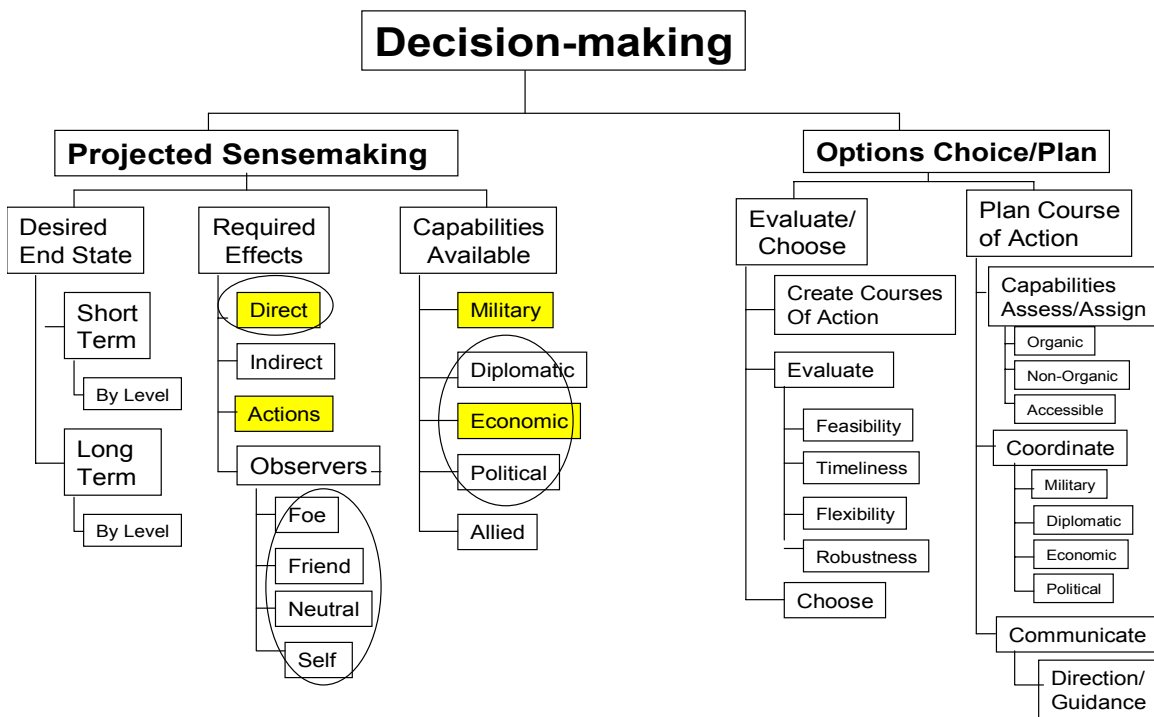 Decision-making
Projected Sensemaking
Options Choice/Plan
Desired
End State
Short
Term
By Level
Long
Term
By Level
Required
Effects
Direct
Indirect
Actions
Observers
Foe
Friend
Neutral
Self
Capabilities
Available
Military
Diplomatic
Economic
Political
Allied
Evaluate/
Choose
Create Courses
Of Action
Evaluate
Feasibility
Timeliness
Flexibility
Robustness
Choose
Plan Course
of Action
Capabilities
Assess/Assign
Organic
Non-Organic
Accessible
Coordinate
Military
Diplomatic
Economic
Political
Communicate
Direction/
Guidance